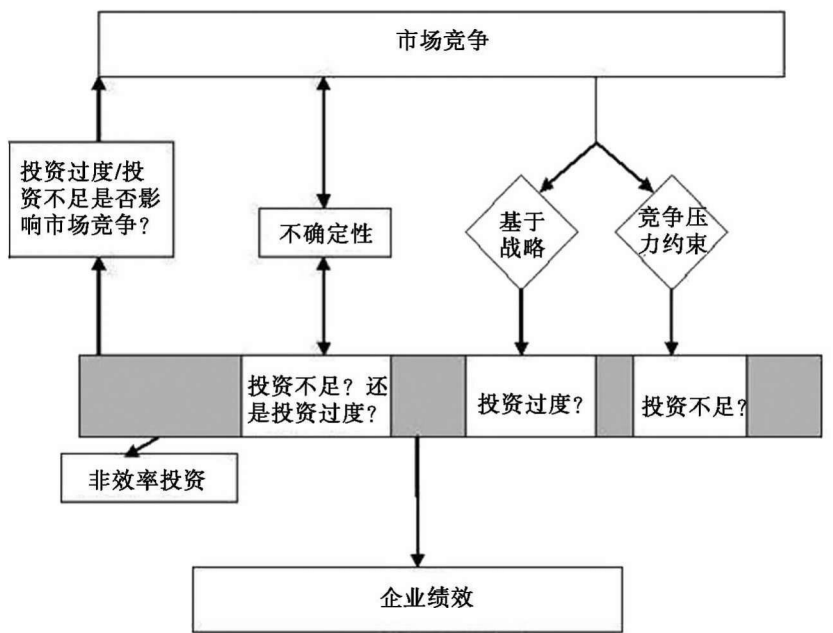 市场竞争
投资过度/投
资不足是否影
响市场竞争？
不确定性
基于
战略
竞争压
力约束
投资不足？还
是投资过度？
投资过度？
投资不足？
非效率投资
企业绩效